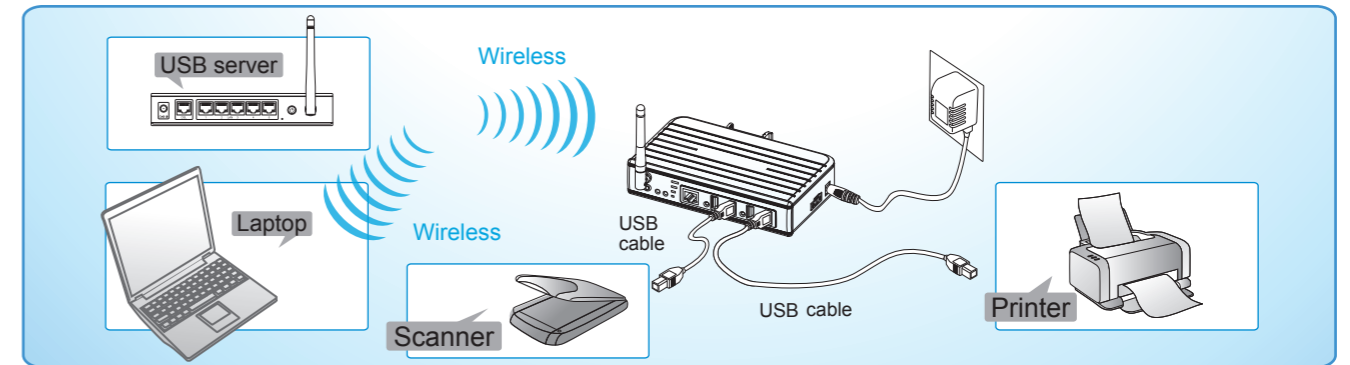 USB server
Wireless
Laptop
Wireless
USB
cable
Scanner
USB cable
Printer